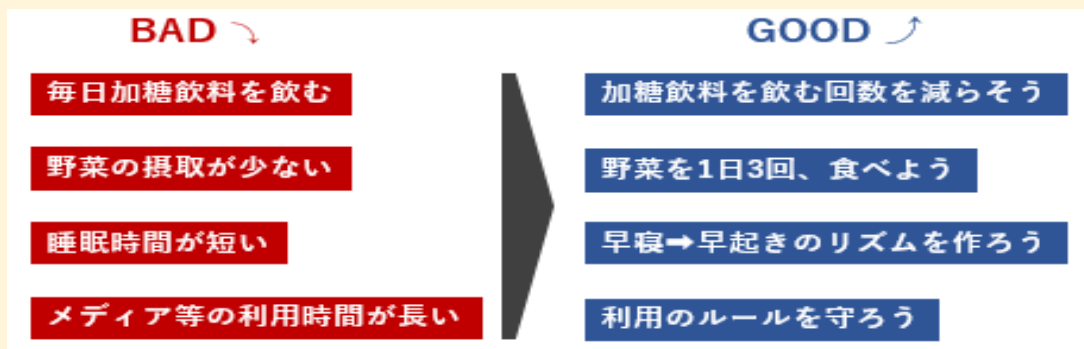 BAD ⤵
GOOD ⤴
毎日加糖飲料を飲む
加糖飲料を飲む回数を減らそう
野菜の摂取が少ない
野菜を1日3回、食べよう
睡眠時間が短い
早寝➡早起きのリズムを作ろう
メディア等の利用時間が長い
利用のルールを守ろう